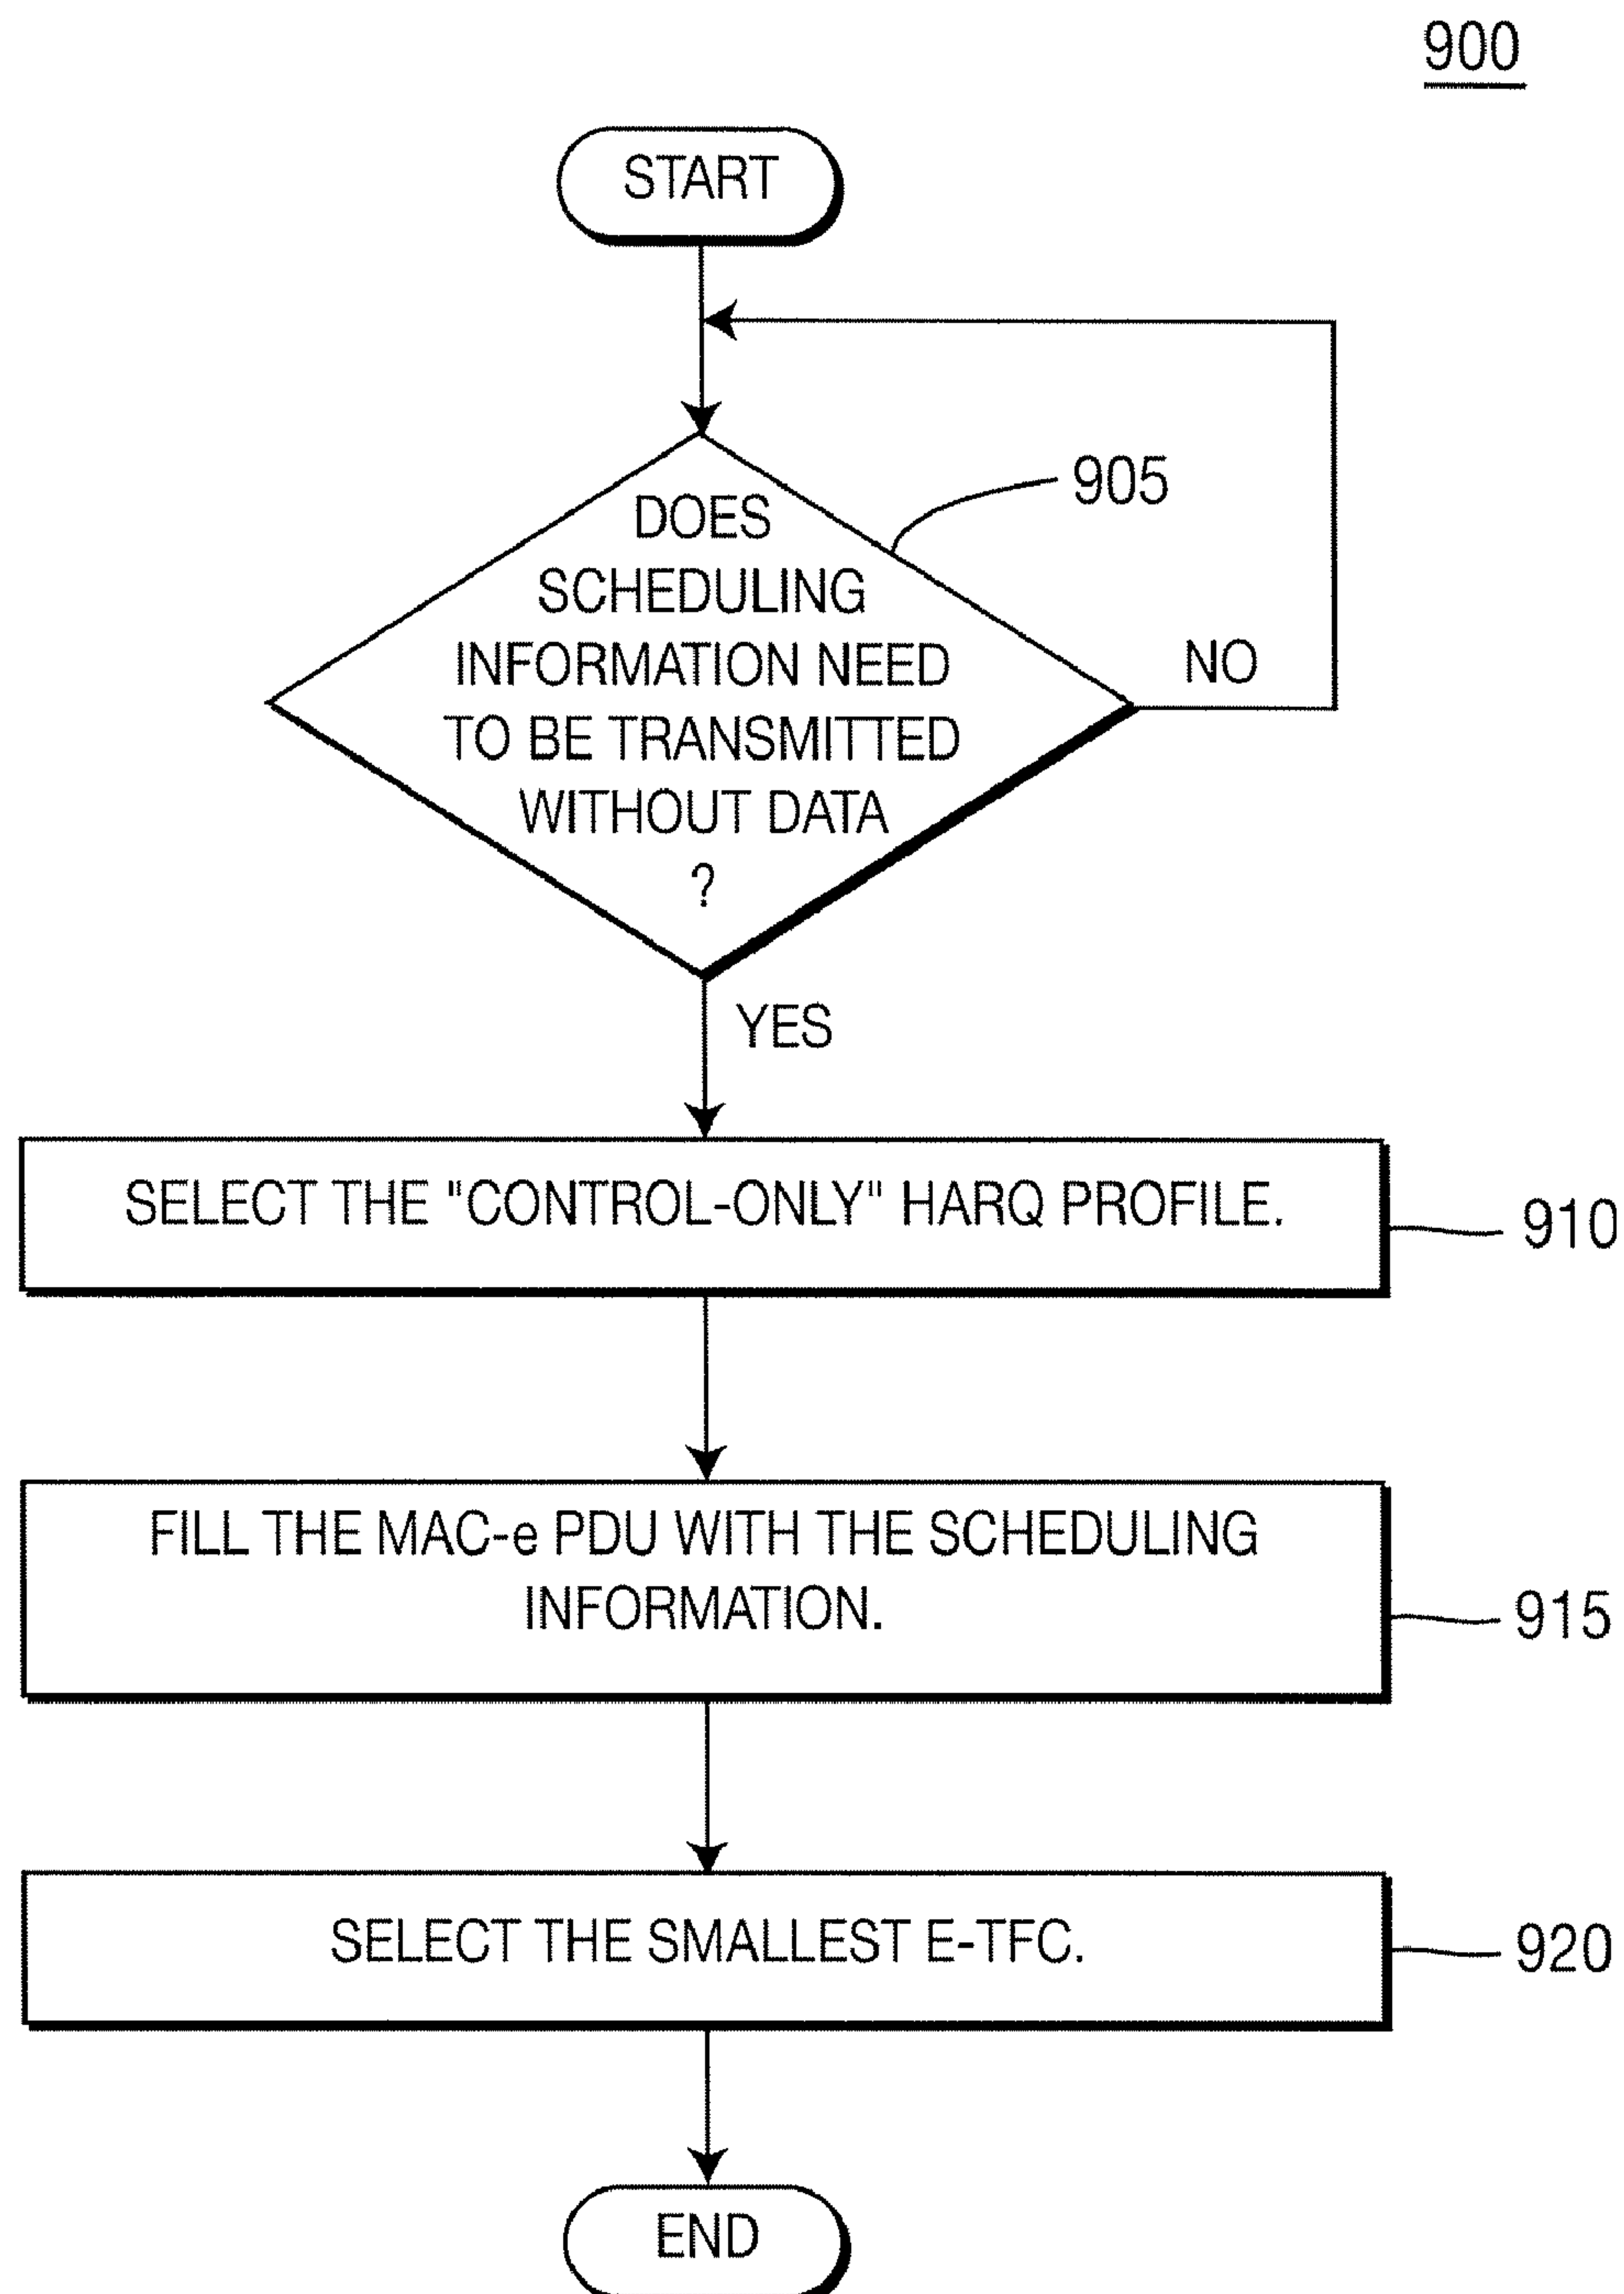 900
START
DOES
SCHEDULING
INFORMATION NEED
TO BE TRANSMITTED
WITHOUT DATA
?
905
NO
YES
SELECT THE "CONTROL-ONLY" HARQ PROFILE.
910
FILL THE MAC-e PDU WITH THE SCHEDULING
INFORMATION.
915
SELECT THE SMALLEST E-TFC.
920
END